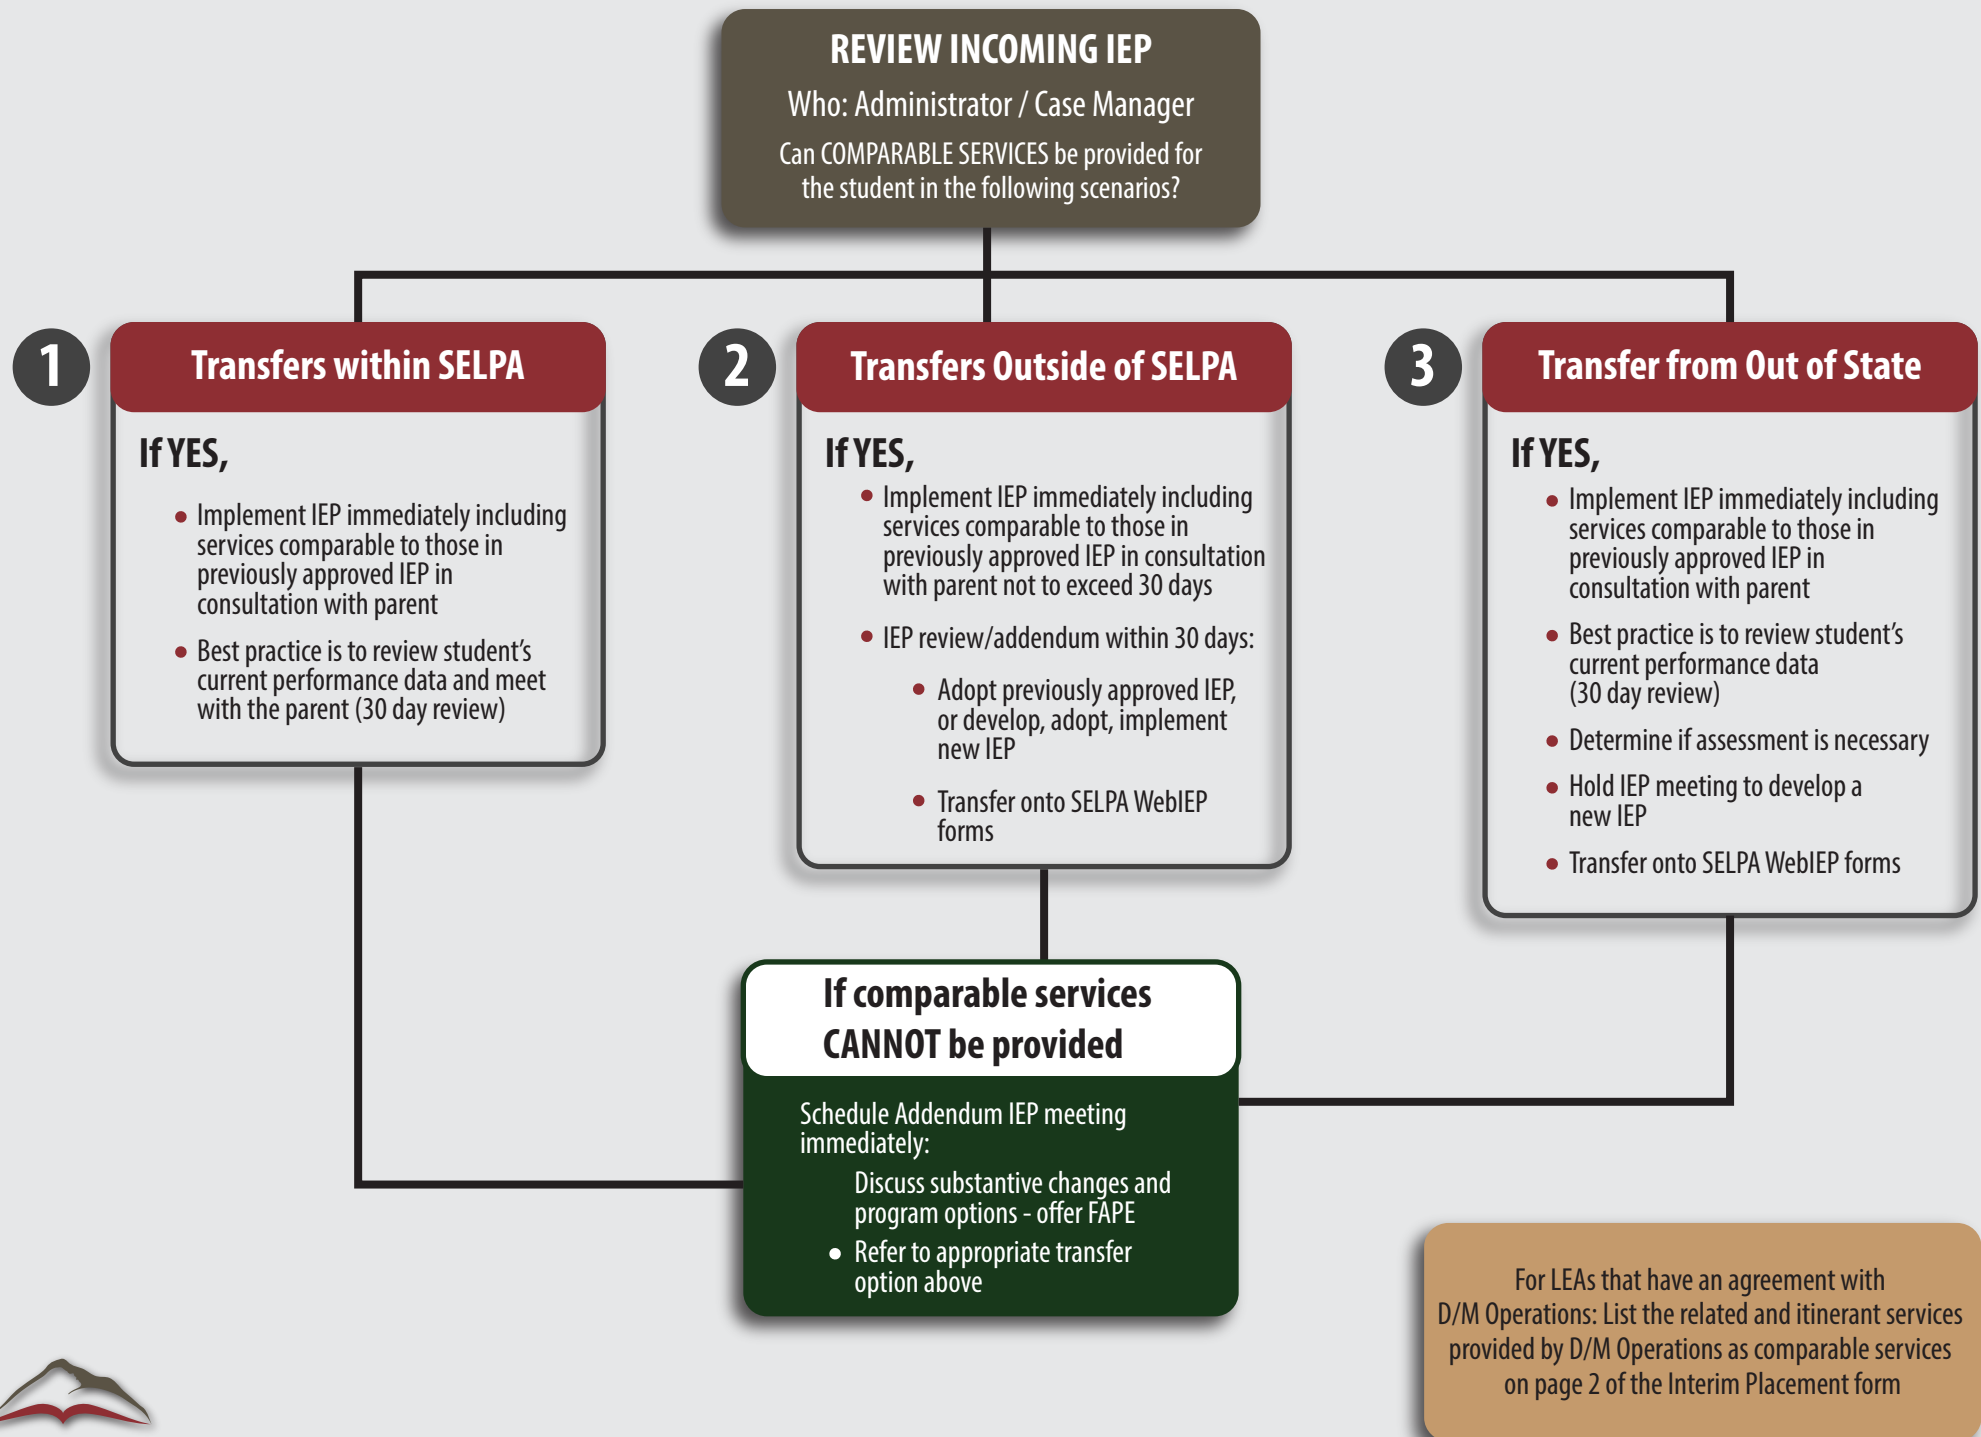 REVIEW INCOMING IEP
Who: Administrator / Case Manager
Can COMPARABLE SERVICES be provided for
the student in the following scenarios?
1
Transfers within SELPA
If YES,
• Implement IEP immediately including
services comparable to those in
previously approved IEP in
consultation with parent
• Best practice is to review student's
current performance data and meet
with the parent (30 day review)
2
Transfers Outside of SELPA
If YES,
• Implement IEP immediately including
services comparable to those in
previously approved IEP in consultation
with parent not to exceed 30 days
• IEP review/addendum within 30 days:
• Adopt previously approved IEP,
or develop, adopt, implement
new IEP
• Transfer onto SELPA WebIEP
forms
3
Transfer from Out of State
If YES,
• Implement IEP immediately including
services comparable to those in
previously approved IEP in
consultation with parent
• Best practice is to review student's
current performance data
(30 day review)
• Determine if assessment is necessary
• Hold IEP meeting to develop a
new IEP
• Transfer onto SELPA WebIEP forms
If comparable services
CANNOT be provided
Schedule Addendum IEP meeting
immediately:
Discuss substantive changes and
program options - offer FAPE
• Refer to appropriate transfer
option above
For LEAs that have an agreement with
D/M Operations: List the related and itinerant services
provided by D/M Operations as comparable services
on page 2 of the Interim Placement form